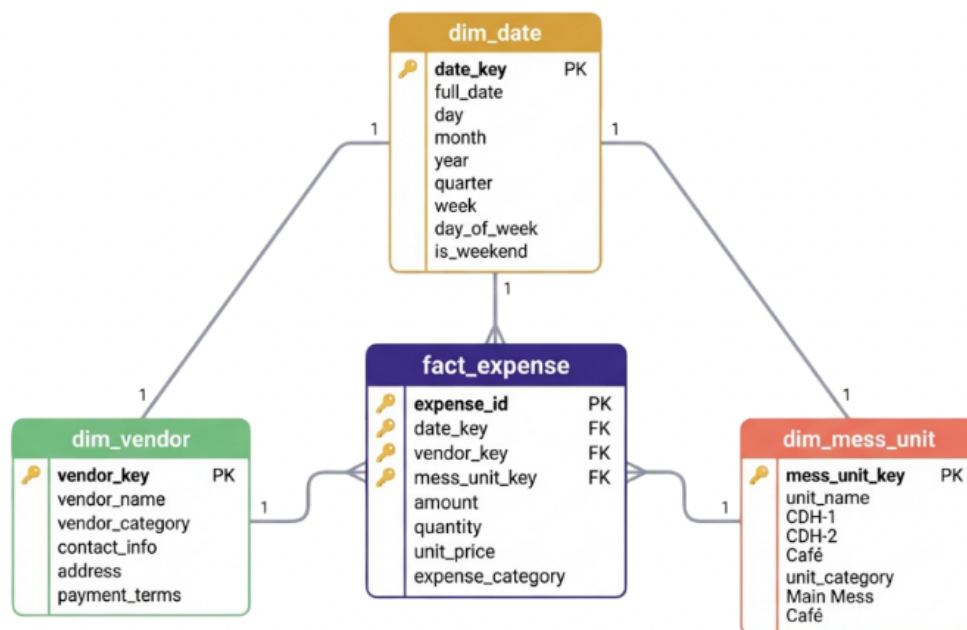 dim_date
date_key PK
full_date
day
month
year
quarter
week
day_of_week
is_weekend
1
1
1
1
1
fact_expense
expense_id PK
date_key FK
vendor_key FK
mess_unit_key FK
amount
quantity
unit_price
expense_category
dim_vendor
vendor_key PK
vendor_name
vendor_category
contact_info
address
payment_terms
1
1
dim_mess_unit
mess_unit_key PK
unit_name
CDH-1
CDH-2
Café
unit_category
Main Mess
Café